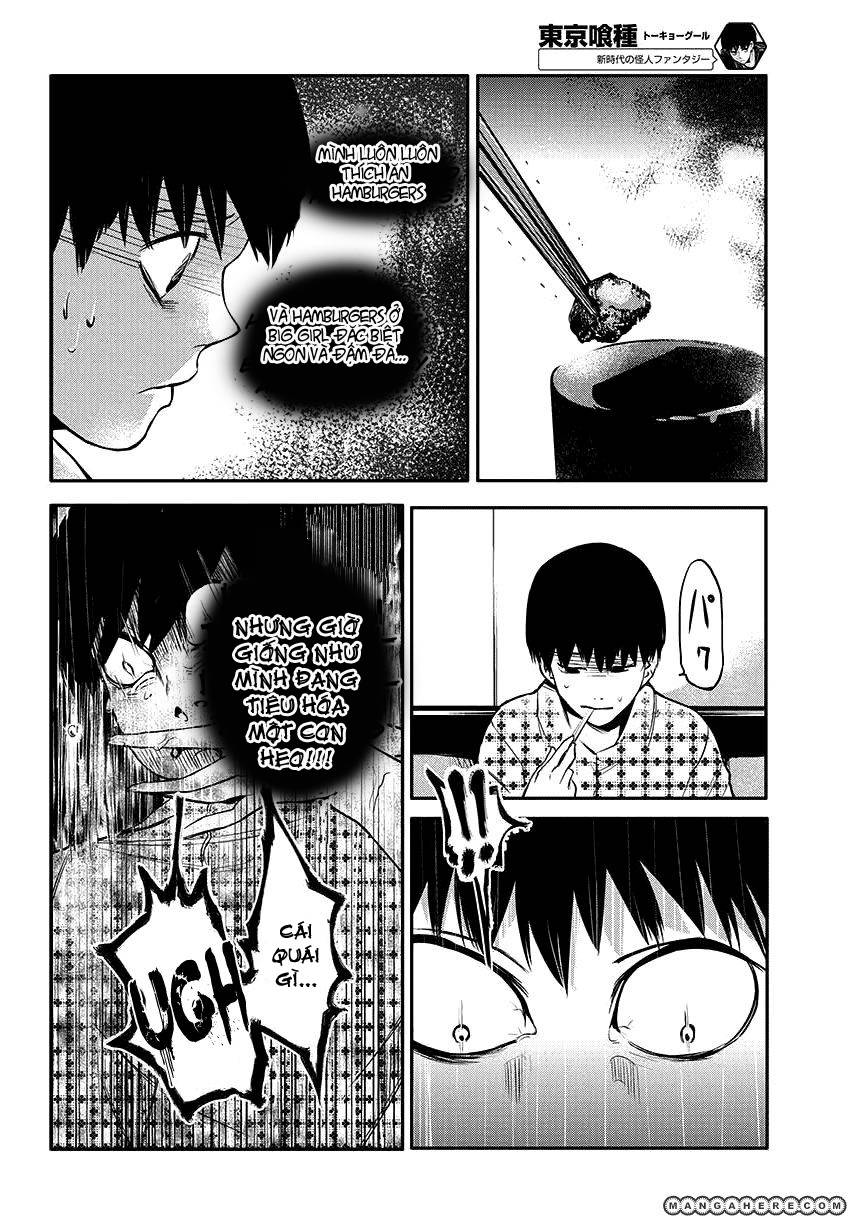 東京喰種 トーキョーグール
新時代の怪人ファンタジー
MÌNH LUÔN LUÔN
THÍCH ĂN
HAMBURGERS
VÀ HAMBURGERS Ở
BIG GIRL ĐẶC BIỆT
NGON VÀ ĐẬM ĐÀ...
パク
!!!
NHƯNG GIỜ
GIỐNG NHƯ
MÌNH ĐANG
TIÊU HÓA
MỘT CON
HEO!!!
CÁI
QUÁI
GÌ...
UGH
MANGAHERE.COM